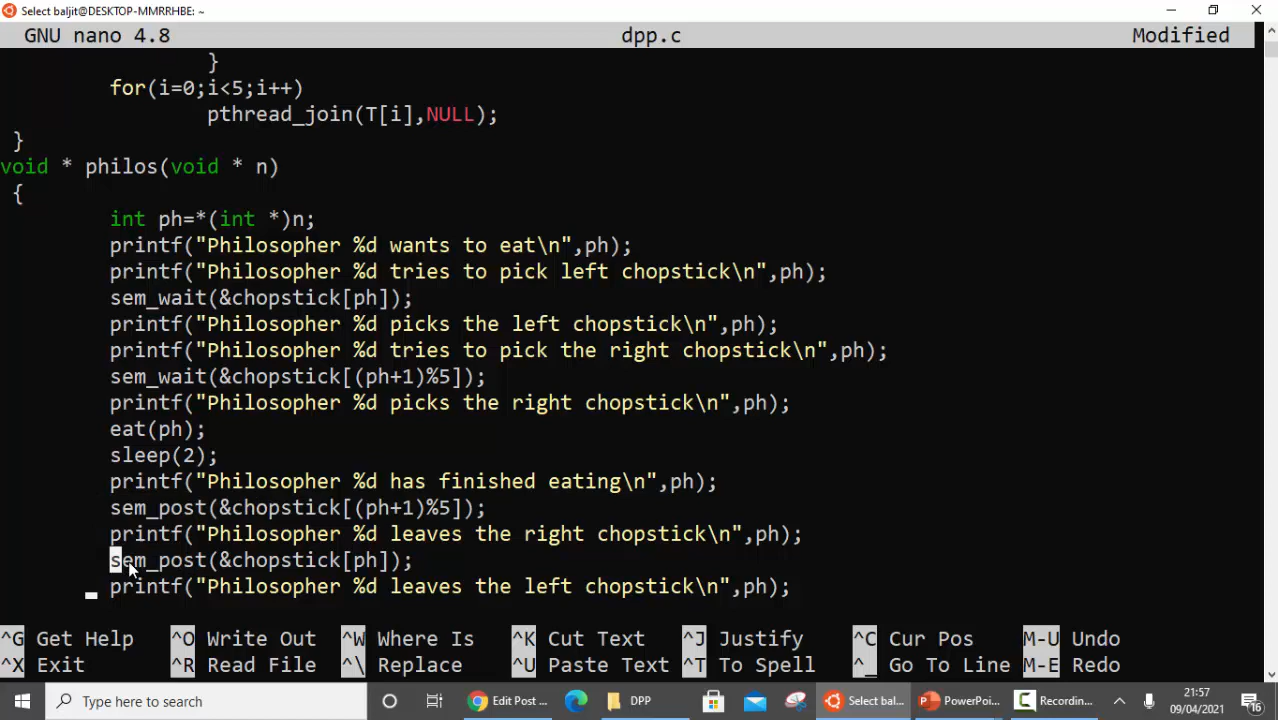 Select baljit@DESKTOP-MMRRHBE: ~
GNU nano 4.8 dpp.c Modified
}
for(i=0;i<5;i++)
pthread_join(T[i],NULL);
}
void * philos(void * n)
{
int ph=*(int *)n;
printf("Philosopher %d wants to eat\n",ph);
printf("Philosopher %d tries to pick left chopstick\n",ph);
sem_wait(&chopstick[ph]);
printf("Philosopher %d picks the left chopstick\n",ph);
printf("Philosopher %d tries to pick the right chopstick\n",ph);
sem_wait(&chopstick[(ph+1)%5]);
printf("Philosopher %d picks the right chopstick\n",ph);
eat(ph);
sleep(2);
printf("Philosopher %d has finished eating\n",ph);
sem_post(&chopstick[(ph+1)%5]);
printf("Philosopher %d leaves the right chopstick\n",ph);
sem_post(&chopstick[ph]);
printf("Philosopher %d leaves the left chopstick\n",ph);
^G Get Help ^O Write Out ^W Where Is ^K Cut Text ^J Justify ^C Cur Pos M-U Undo
^X Exit ^R Read File ^\ Replace ^U Paste Text ^T To Spell ^_ Go To Line M-E Redo
Type here to search Edit Post ... DPP Select bal... PowerPoi... Recordin... 21:57
09/04/2021 16